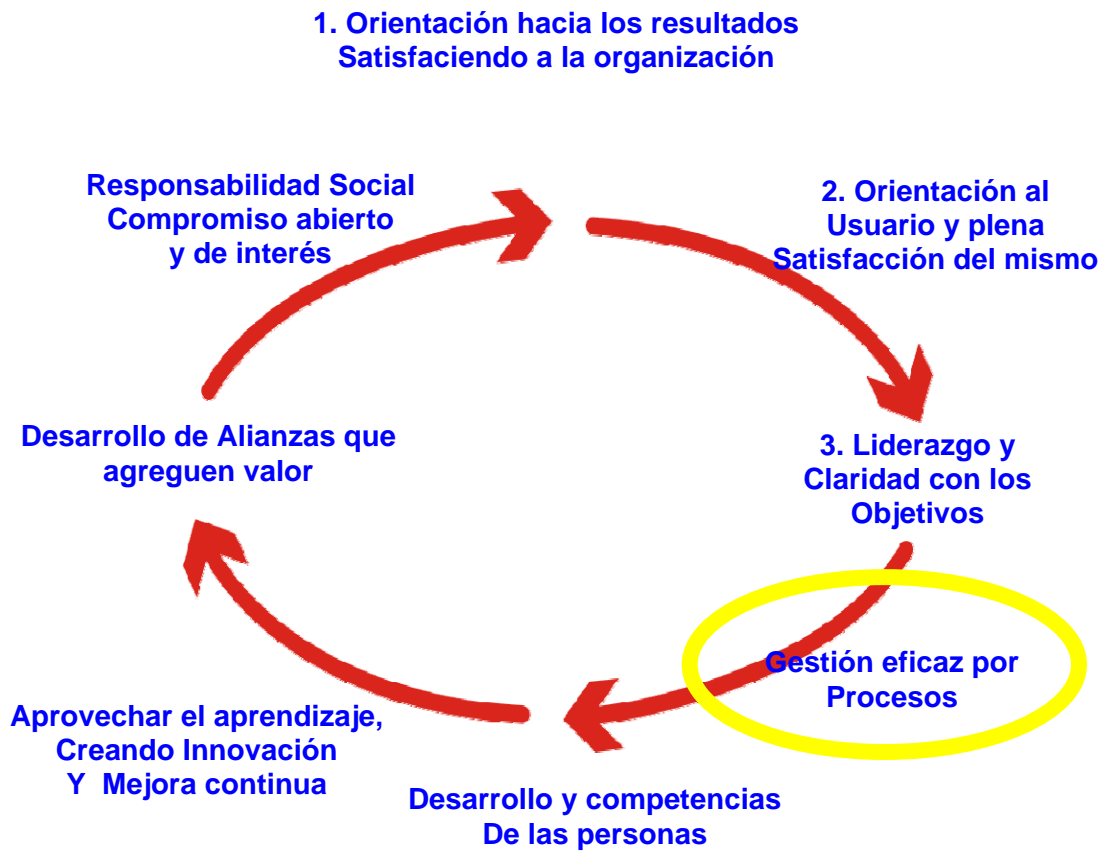 1. Orientación hacia los resultados
Satisfaciendo a la organización
2. Orientación al
Usuario y plena
Satisfacción del mismo
3. Liderazgo y
Claridad con los
Objetivos
Gestión eficaz por
Procesos
Desarrollo y competencias
De las personas
Aprovechar el aprendizaje,
Creando Innovación
Y Mejora continua
Desarrollo de Alianzas que
agreguen valor
Responsabilidad Social
Compromiso abierto
y de interés